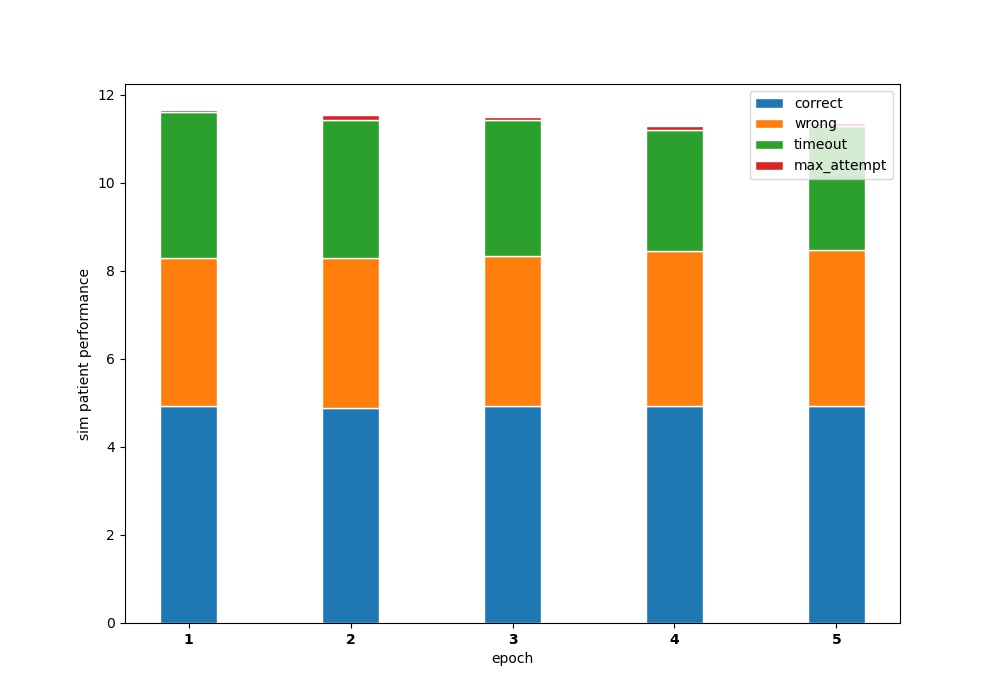 correct
wrong
timeout
max_attempt
12
10
8
6
4
2
0
sim patient performance
1 2 3 4 5
epoch